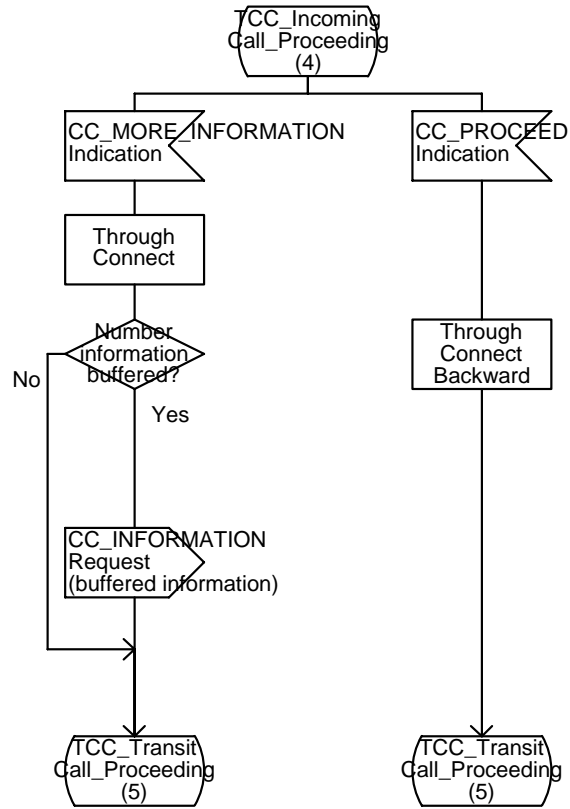 TCC_Incoming
Call_Proceeding
(4)
CC_MORE_INFORMATION
Indication
CC_PROCEED
Indication
Through
Connect
Number
information
buffered?
No
Yes
Through
Connect
Backward
CC_INFORMATION
Request
(buffered information)
TCC_Transit
Call_Proceeding
(5)
TCC_Transit
Call_Proceeding
(5)